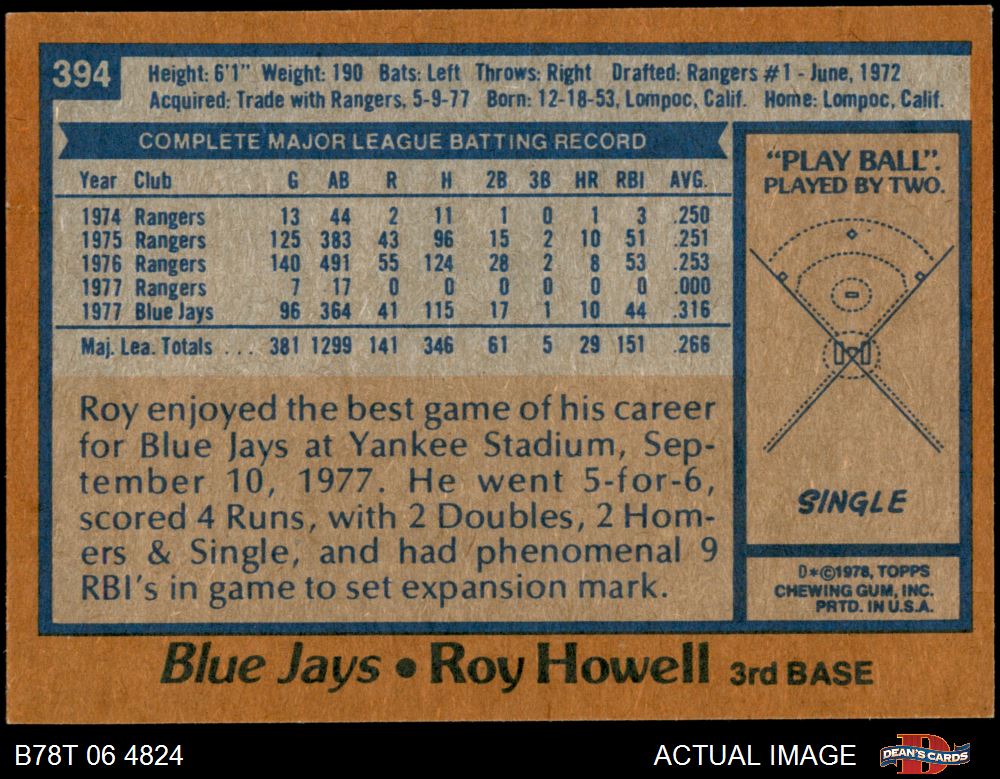 394
Height: 6'1" Weight: 190 Bats: Left Throws: Right Drafted: Rangers #1 - June, 1972
Acquired: Trade with Rangers, 5-9-77 Born: 12-18-53, Lompoc, Calif. Home: Lompoc, Calif.
COMPLETE MAJOR LEAGUE BATTING RECORD
Year Club G AB R H 2B 3B HR RBI AVG.
1974 Rangers 13 44 2 11 1 0 1 3 .250
1975 Rangers 125 383 43 96 15 2 10 51 .251
1976 Rangers 140 491 55 124 28 2 8 53 .253
1977 Rangers 7 17 0 0 0 0 0 0 .000
1977 Blue Jays 96 364 41 115 17 1 10 44 .316
Maj. Lea. Totals . . . 381 1299 141 346 61 5 29 151 .266
Roy enjoyed the best game of his career
for Blue Jays at Yankee Stadium, Sep-
tember 10, 1977. He went 5-for-6,
scored 4 Runs, with 2 Doubles, 2 Hom-
ers & Single, and had phenomenal 9
RBI's in game to set expansion mark.
"PLAY BALL".
PLAYED BY TWO.
SINGLE
D*©1978, TOPPS
CHEWING GUM, INC.
PRTD. IN U.S.A.
Blue Jays • Roy Howell 3rd BASE
B78T 06 4824
ACTUAL IMAGE
D
DEAN'S CARDS